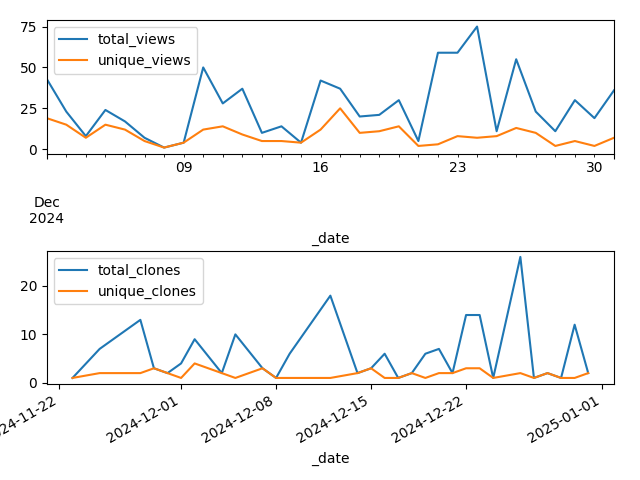 75
50
25
0
total_views
unique_views
09
16
23
30
Dec
2024
_date
20
10
0
total_clones
unique_clones
24-11-22
2024-12-01
2024-12-08
2024-12-15
2024-12-22
2025-01-01
_date